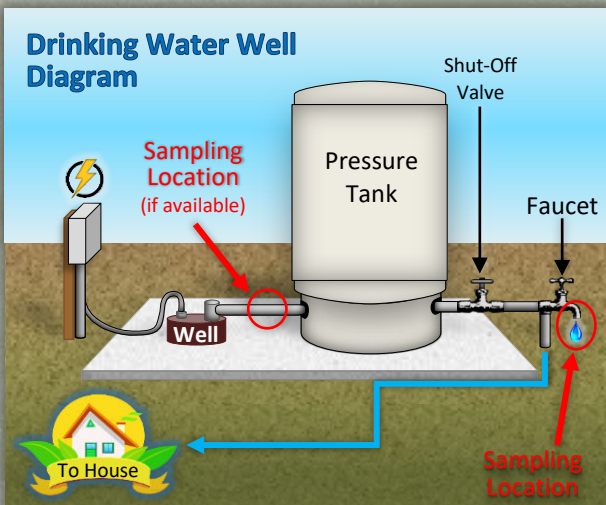 Drinking Water Well
Diagram
Shut-Off
Valve
Sampling
Location
(if available)
Pressure
Tank
Faucet
Well
To House
Sampling
Location